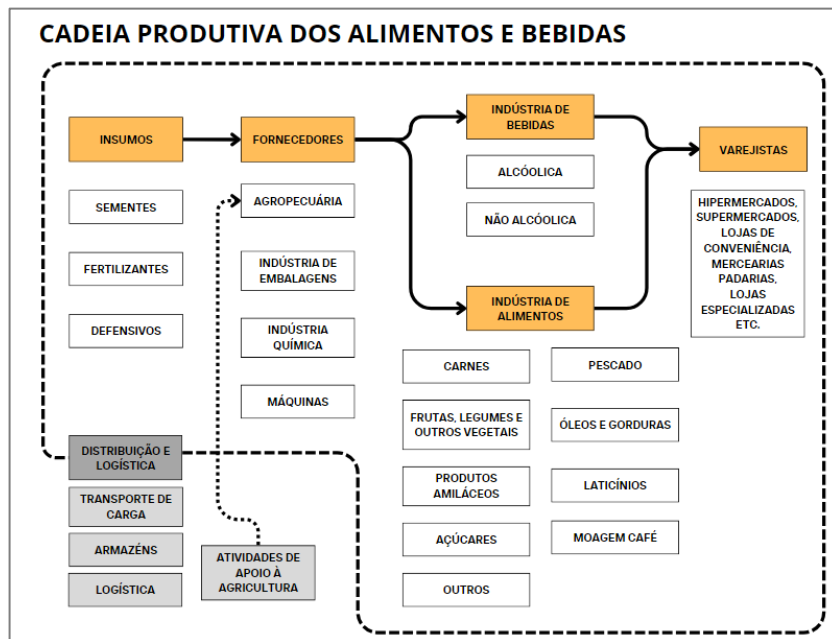 CADEIA PRODUTIVA DOS ALIMENTOS E BEBIDAS
INSUMOS
SEMENTES
FERTILIZANTES
DEFENSIVOS
FORNECEDORES
AGROPECUÁRIA
INDÚSTRIA DE
EMBALAGENS
INDÚSTRIA
QUÍMICA
MÁQUINAS
INDÚSTRIA DE
BEBIDAS
ALCÓOLICA
NÃO ALCÓOLICA
INDÚSTRIA DE
ALIMENTOS
CARNES
FRUTAS, LEGUMES E
OUTROS VEGETAIS
PRODUTOS
AMILÁCEOS
AÇÚCARES
OUTROS
PESCADO
ÓLEOS E GORDURAS
LATICÍNIOS
MOAGEM CAFÉ
VAREJISTAS
HIPERMERCADOS,
SUPERMERCADOS,
LOJAS DE
CONVENIÊNCIA,
MERCEARIAS
PADARIAS,
LOJAS
ESPECIALIZADAS
ETC.
DISTRIBUIÇÃO E
LOGÍSTICA
TRANSPORTE DE
CARGA
ARMAZÉNS
LOGÍSTICA
ATIVIDADES DE
APOIO À
AGRICULTURA